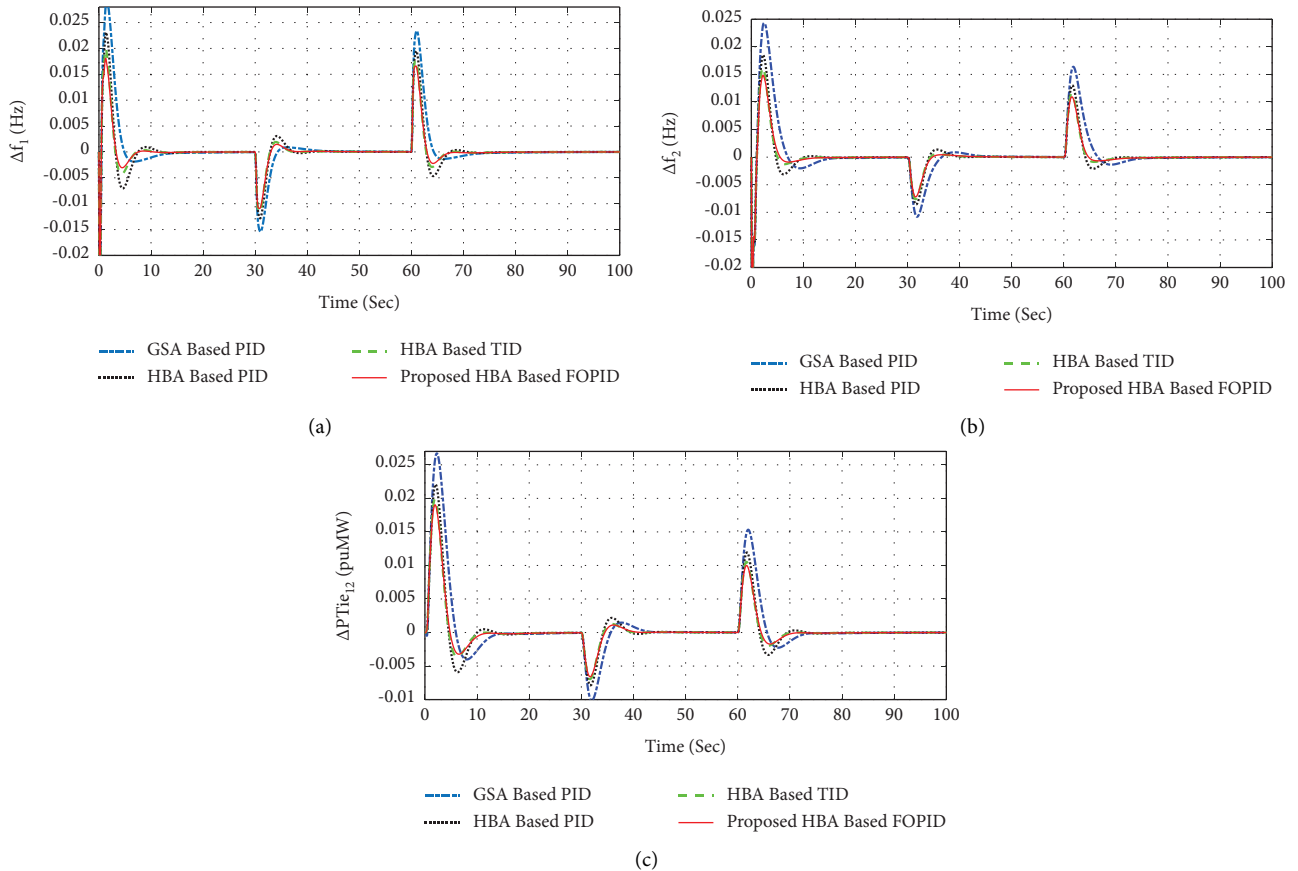 0.025
0.02
0.015
0.01
0.005
0
-0.005
-0.01
-0.015
-0.02
Δf1 (Hz)
0 10 20 30 40 50 60 70 80 90 100
Time (Sec)
GSA Based PID
HBA Based PID
HBA Based TID
Proposed HBA Based FOPID
(a)
0.025
0.02
0.015
0.01
0.005
0
-0.005
-0.01
-0.015
-0.02
Δf2 (Hz)
0 10 20 30 40 50 60 70 80 90 100
Time (Sec)
GSA Based PID
HBA Based PID
HBA Based TID
Proposed HBA Based FOPID
(b)
0.025
0.02
0.015
0.01
0.005
0
-0.005
-0.01
ΔPTie12 (puMW)
0 10 20 30 40 50 60 70 80 90 100
Time (Sec)
GSA Based PID
HBA Based PID
HBA Based TID
Proposed HBA Based FOPID
(c)